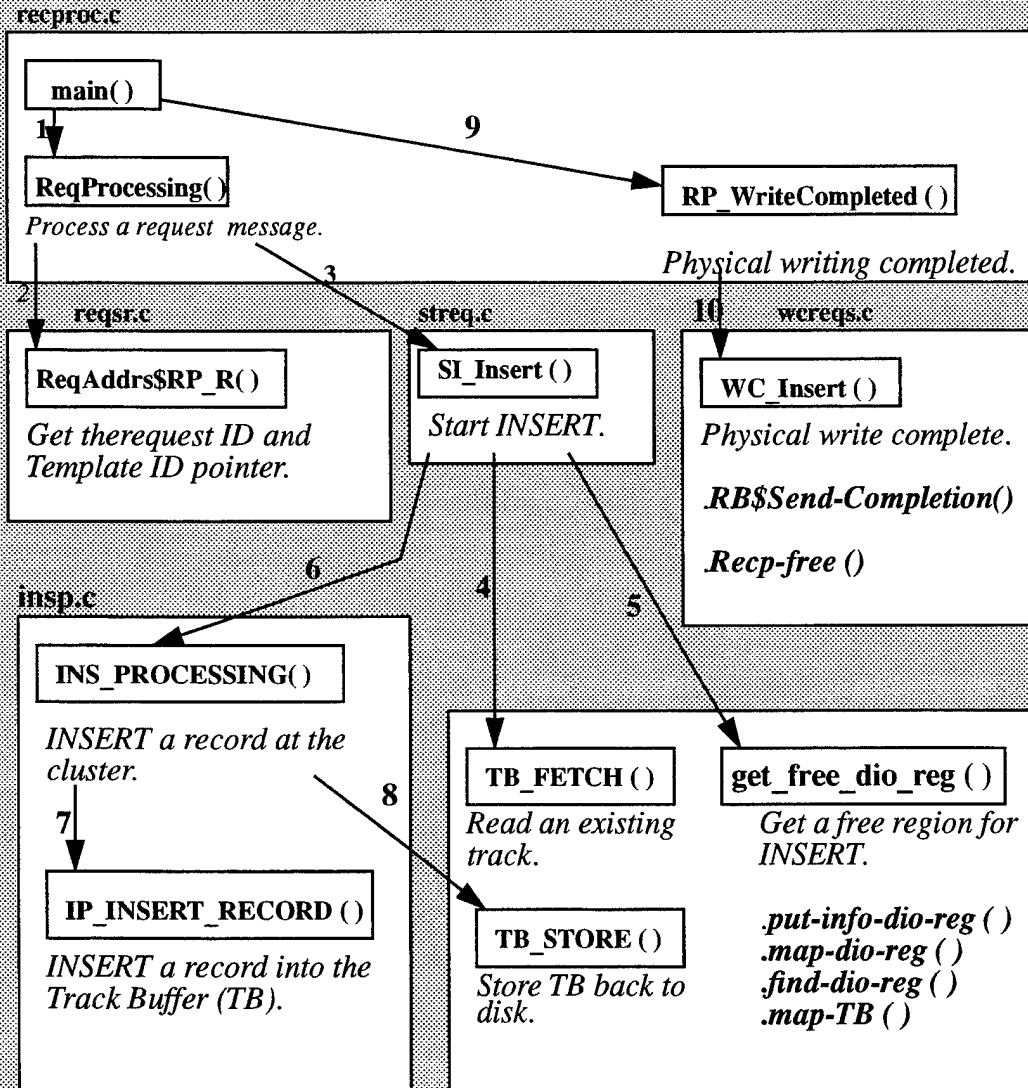 recproc.c
main( )
1
9
ReqProcessing()
RP_WriteCompleted ( )
Process a request message.
Physical writing completed.
2
3
10
reqsr.c
streq.c
wcreqs.c
ReqAddrs$RP_R( )
SI_Insert ( )
WC_Insert ( )
Get therequest ID and
Template ID pointer.
Start INSERT.
Physical write complete.
.RB$Send-Completion()
.Recp-free ()
6
4
5
insp.c
INS_PROCESSING( )
INSERT a record at the
cluster.
7
8
TB_FETCH ( )
get_free_dio_reg ( )
Read an existing
track.
Get a free region for
INSERT.
IP_INSERT_RECORD ( )
TB_STORE ( )
INSERT a record into the
Track Buffer (TB).
Store TB back to
disk.
.put-info-dio-reg ( )
.map-dio-reg ( )
.find-dio-reg ( )
.map-TB ( )